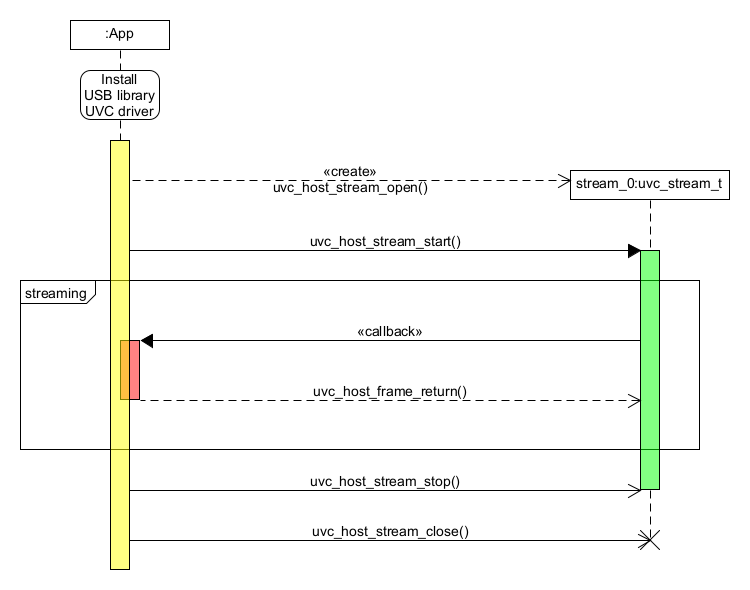 :App
Install
USB library
UVC driver
«create»
uvc_host_stream_open()
stream_0:uvc_stream_t
uvc_host_stream_start()
streaming
«callback»
uvc_host_frame_return()
uvc_host_stream_stop()
uvc_host_stream_close()